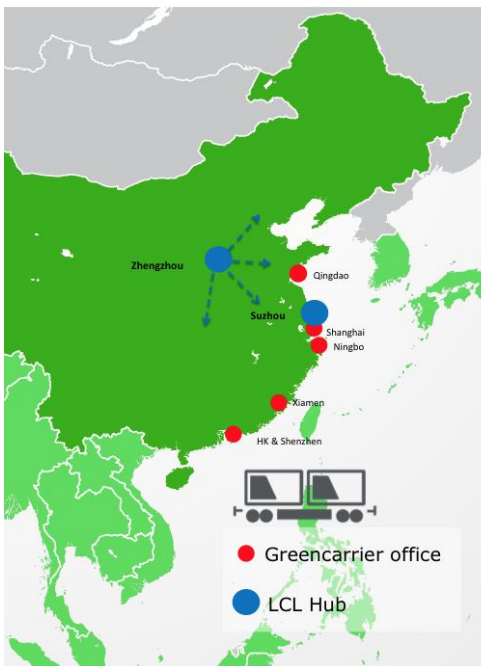 Zhengzhou
Qingdao
Suzhou
Shanghai
Ningbo
Xiamen
HK & Shenzhen
Greencarrier office
LCL Hub